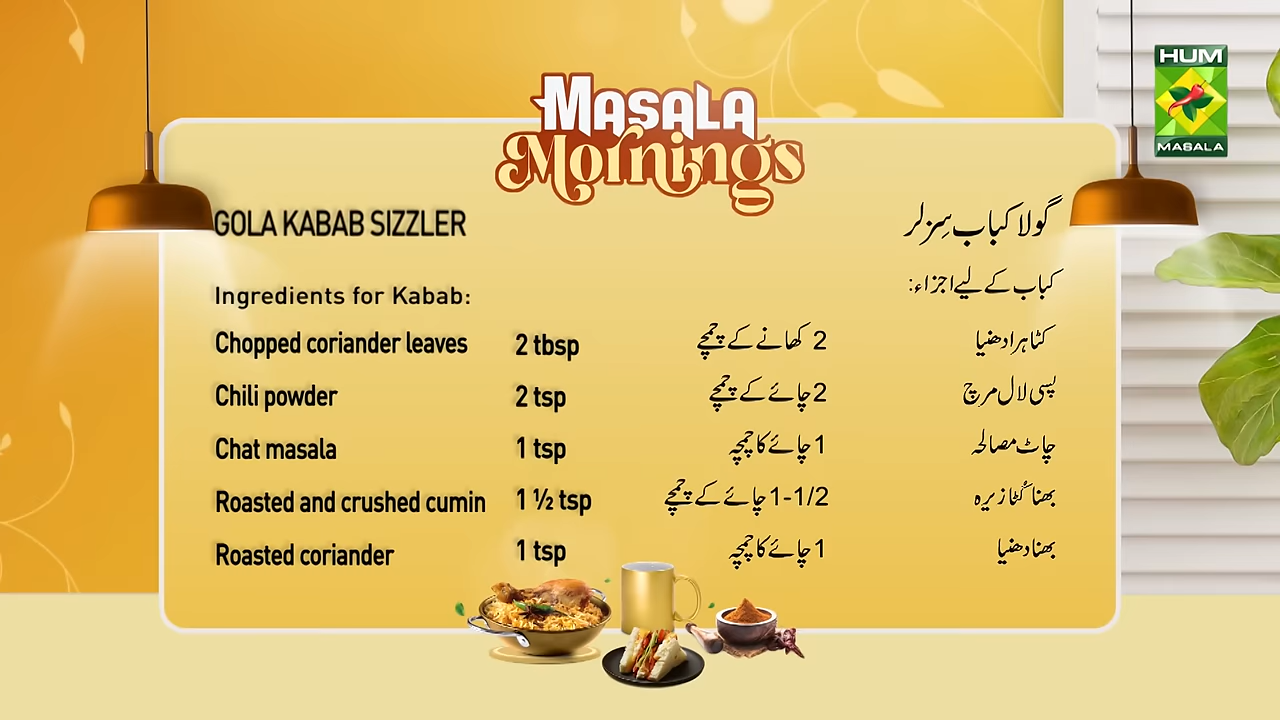 HUM
MASALA
MASALA
Mornings
GOLA KABAB SIZZLER گولا کباب سِزلر
Ingredients for Kabab: کباب کے لیے اجزاء:
Chopped coriander leaves 2 tbsp 2 کھانے کے چمچے کٹا ہرا دھنیا
Chili powder 2 tsp 2 چائے کے چمچے پسی لال مرچ
Chat masala 1 tsp 1 چائے کا چمچہ چاٹ مصالحہ
Roasted and crushed cumin 1 ½ tsp 1-1/2 چائے کے چمچے بھنا کُٹا زیرہ
Roasted coriander 1 tsp 1 چائے کا چمچہ بھنا دھنیا